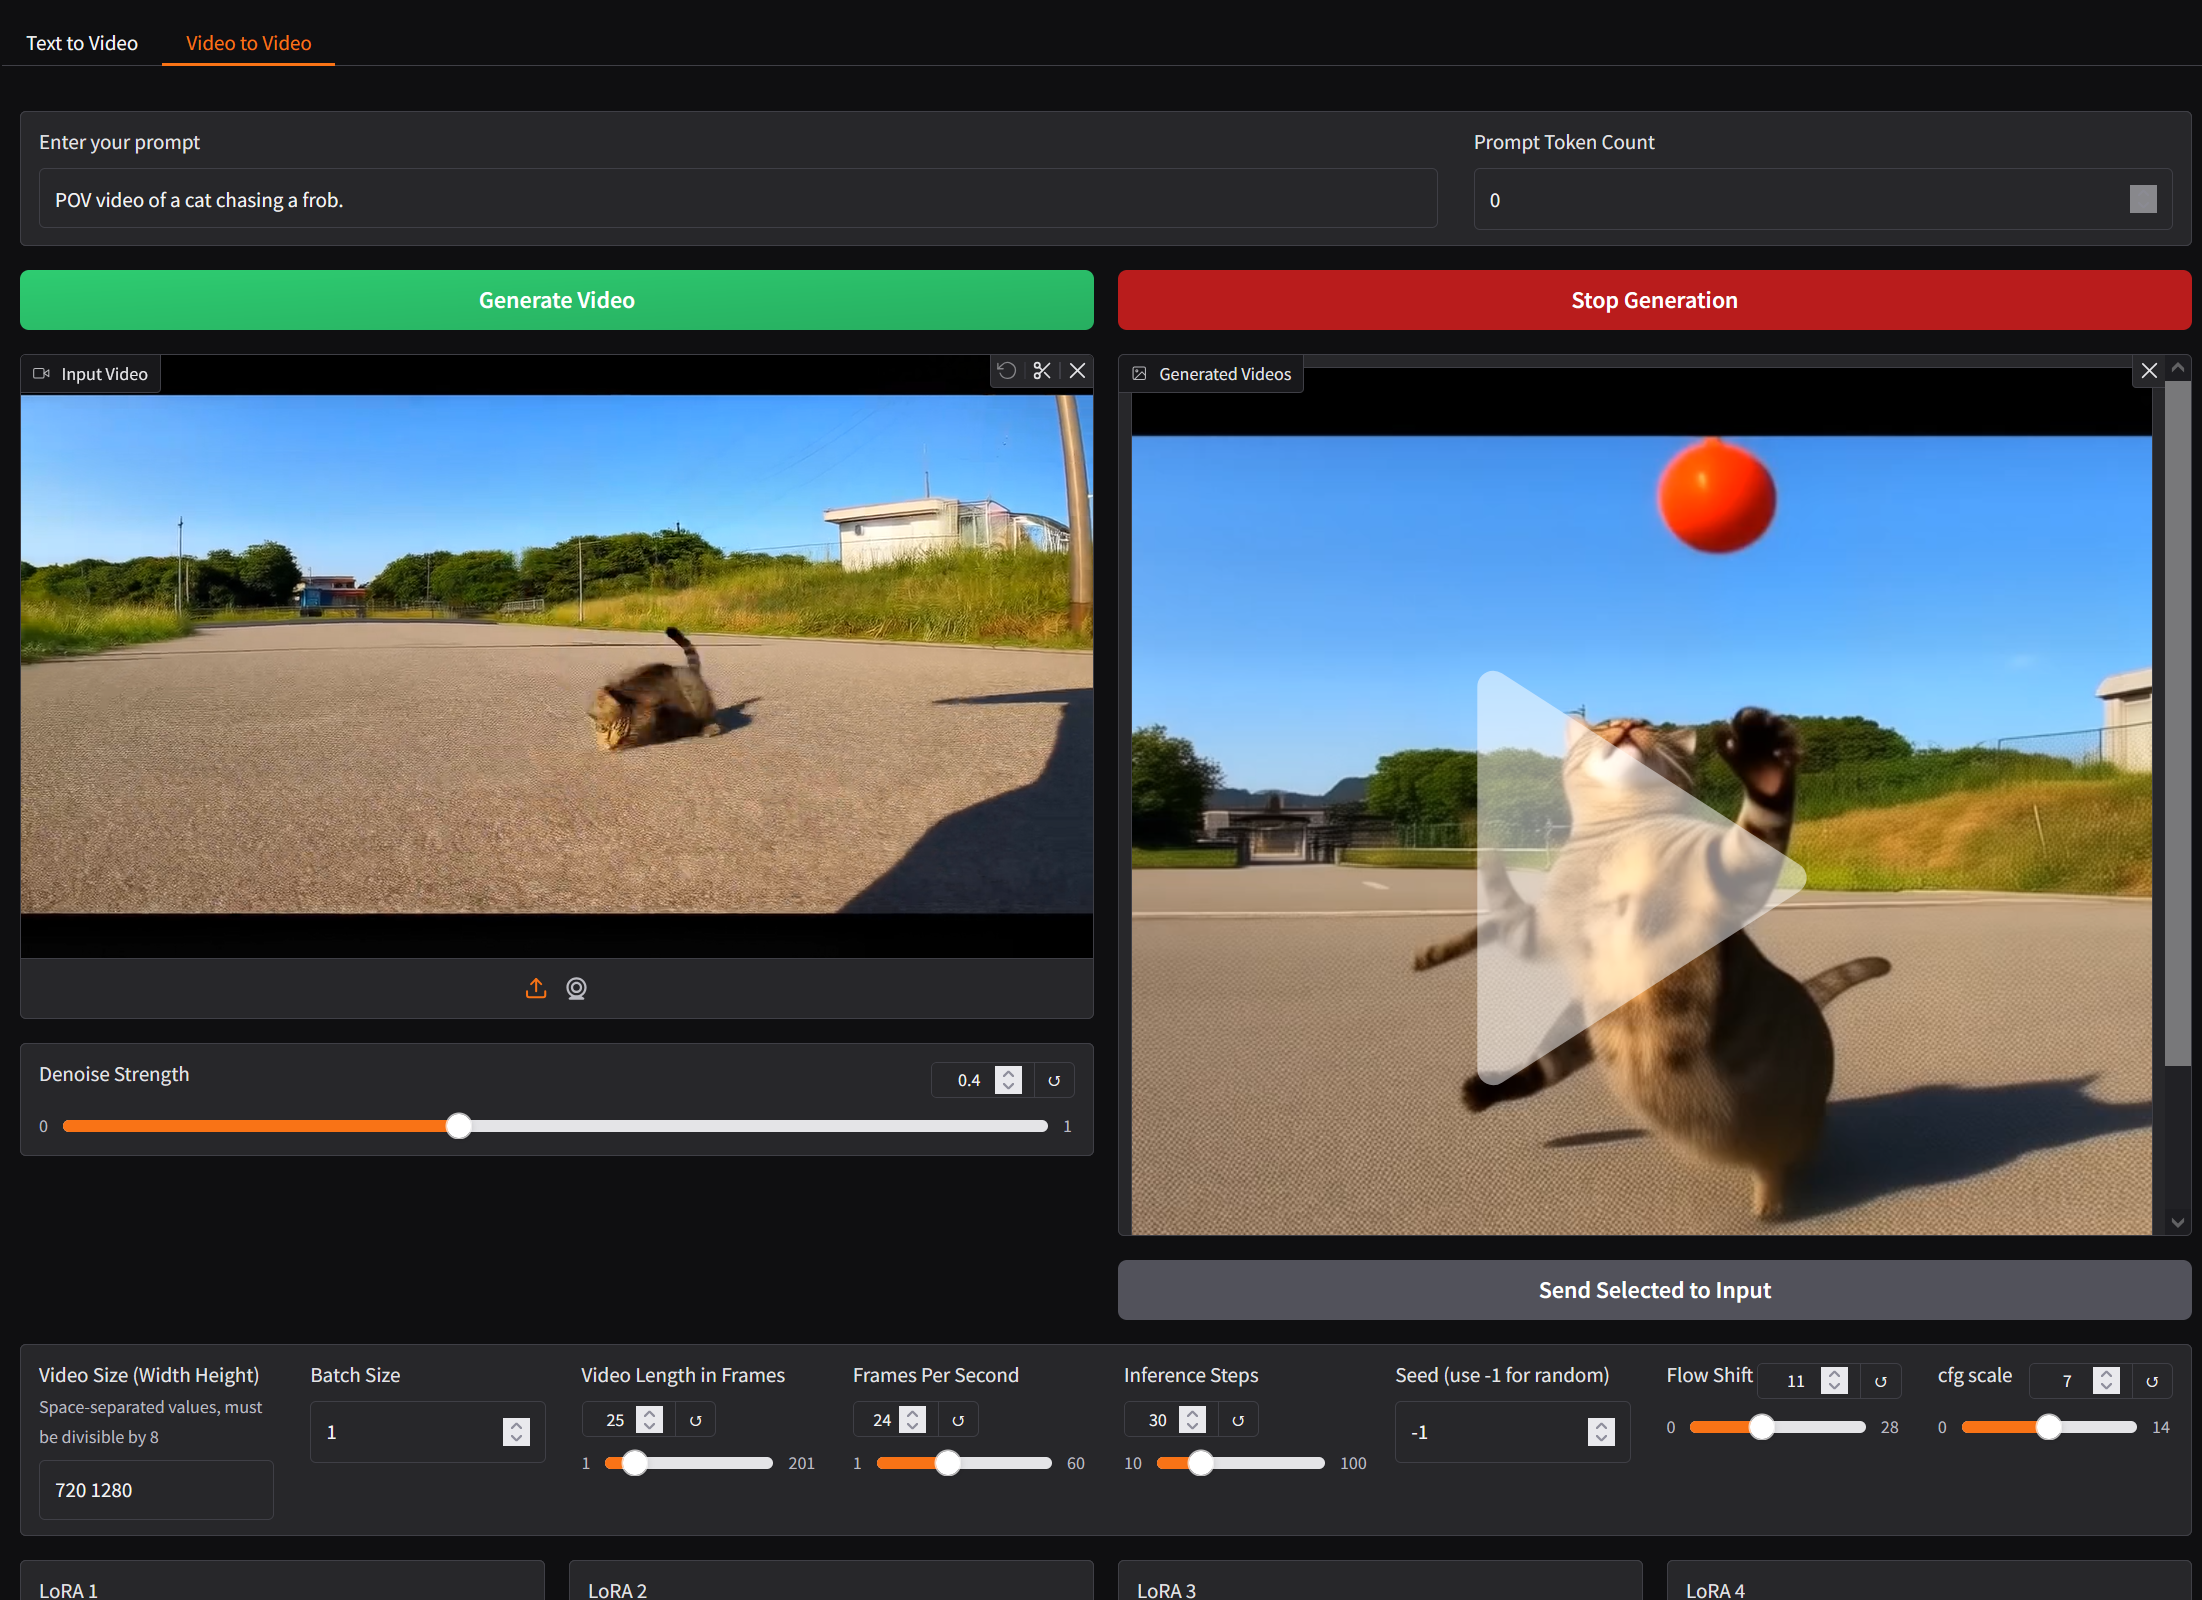 Text to Video
Video to Video
Enter your prompt
POV video of a cat chasing a frob.
Prompt Token Count
0
Generate Video
Stop Generation
Input Video
Generated Videos
Denoise Strength
0.4
0
1
Send Selected to Input
Video Size (Width Height)
Space-separated values, must
be divisible by 8
720 1280
Batch Size
1
Video Length in Frames
25
1
201
Frames Per Second
24
1
60
Inference Steps
30
10
100
Seed (use -1 for random)
-1
Flow Shift
11
0
28
cfg scale
7
0
14
LoRA 1
LoRA 2
LoRA 3
LoRA 4